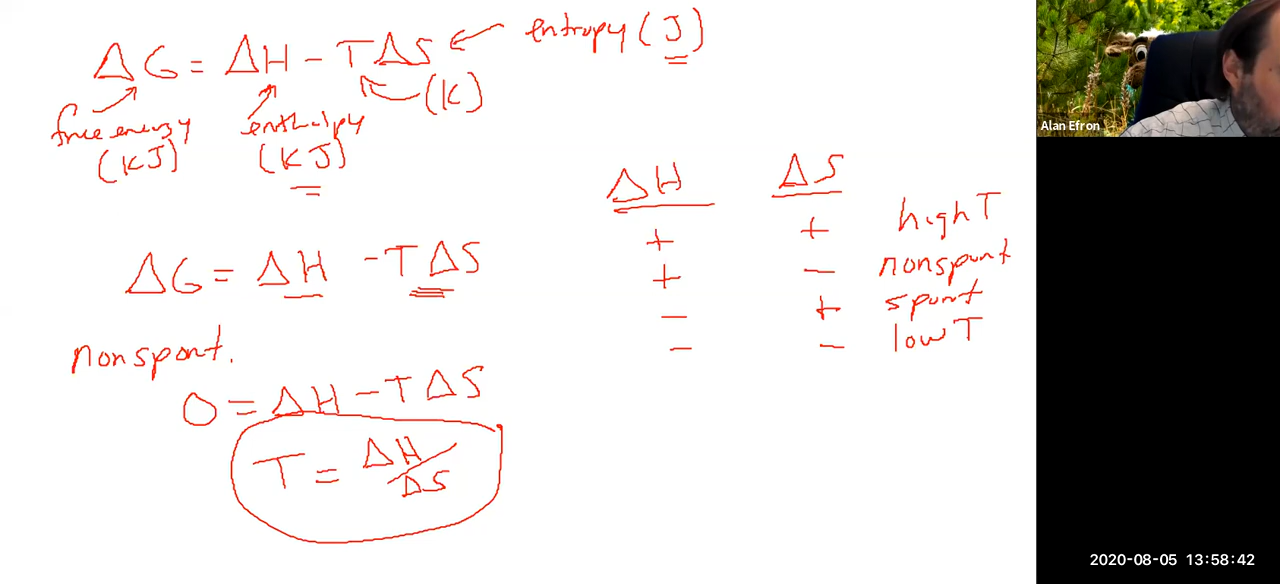 ΔG = ΔH - TΔS ← entropy (J)
(K)
free energy
(KJ)
enthalpy
(KJ)
ΔG = ΔH - TΔS
nonspont.
0 = ΔH - TΔS
T = ΔH/ΔS
ΔH ΔS
+ + high T
+ - nonspont
- + spont
- - low T
Alan Efron
2020-08-05 13:58:42